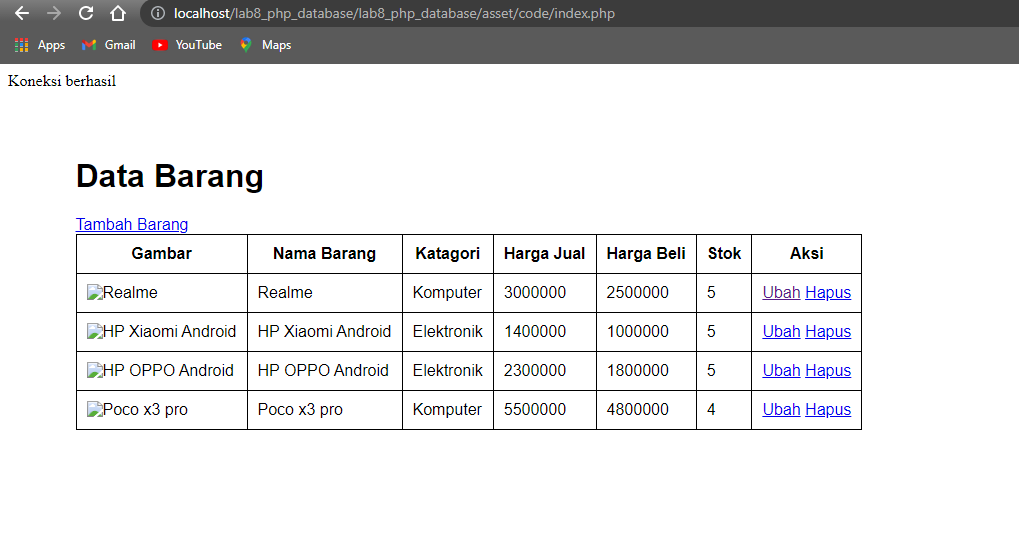 localhost/lab8_php_database/lab8_php_database/asset/code/index.php
Apps Gmail YouTube Maps
Koneksi berhasil
Data Barang
Tambah Barang
Gambar Nama Barang Katagori Harga Jual Harga Beli Stok Aksi
Realme Realme Komputer 3000000 2500000 5 Ubah Hapus
HP Xiaomi Android HP Xiaomi Android Elektronik 1400000 1000000 5 Ubah Hapus
HP OPPO Android HP OPPO Android Elektronik 2300000 1800000 5 Ubah Hapus
Poco x3 pro Poco x3 pro Komputer 5500000 4800000 4 Ubah Hapus